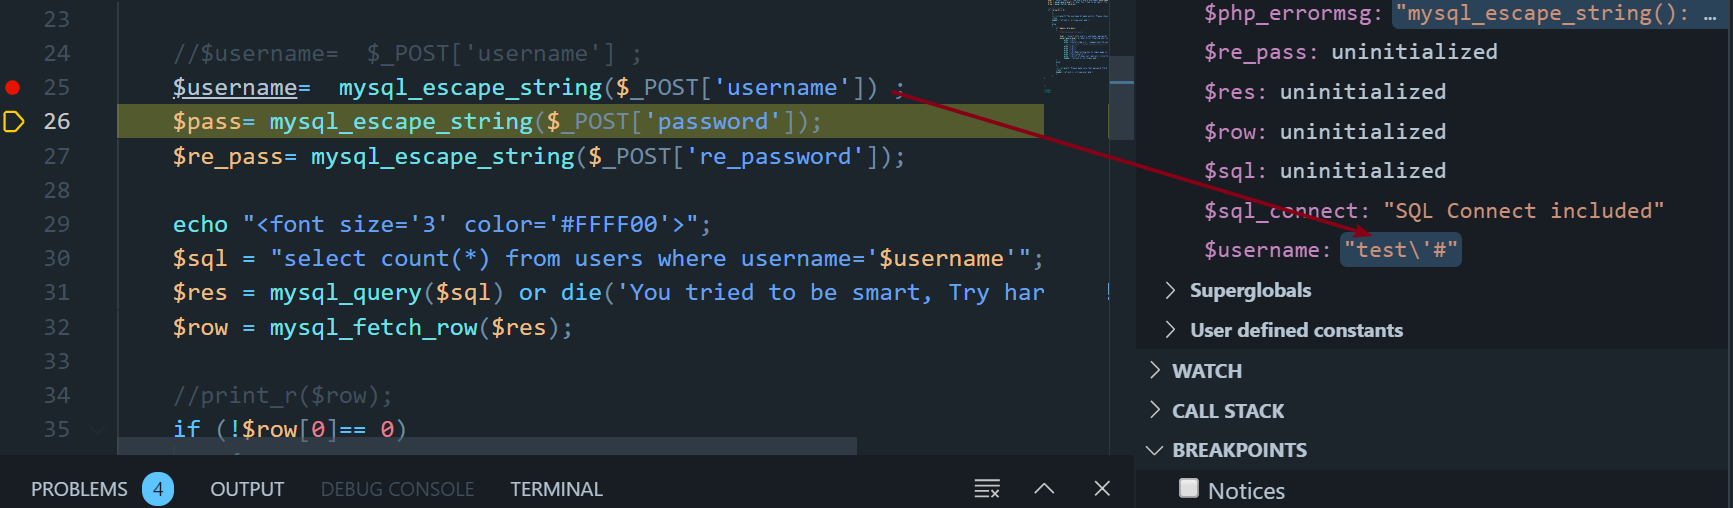 23
24 //$username=  $_POST['username'] ;
25 $username=  mysql_escape_string($_POST['username']) ;
26 $pass= mysql_escape_string($_POST['password']);
27 $re_pass= mysql_escape_string($_POST['re_password']);
28
29 echo "<font size='3' color='#FFFF00'>";
30 $sql = "select count(*) from users where username='$username'";
31 $res = mysql_query($sql) or die('You tried to be smart, Try har
32 $row = mysql_fetch_row($res);
33
34 //print_r($row);
35 if (!$row[0]== 0)
$php_errormsg: "mysql_escape_string(): …
$re_pass: uninitialized
$res: uninitialized
$row: uninitialized
$sql: uninitialized
$sql_connect: "SQL Connect included"
$username: "test\'#"
Superglobals
User defined constants
WATCH
CALL STACK
BREAKPOINTS
Notices
PROBLEMS 4 OUTPUT DEBUG CONSOLE TERMINAL